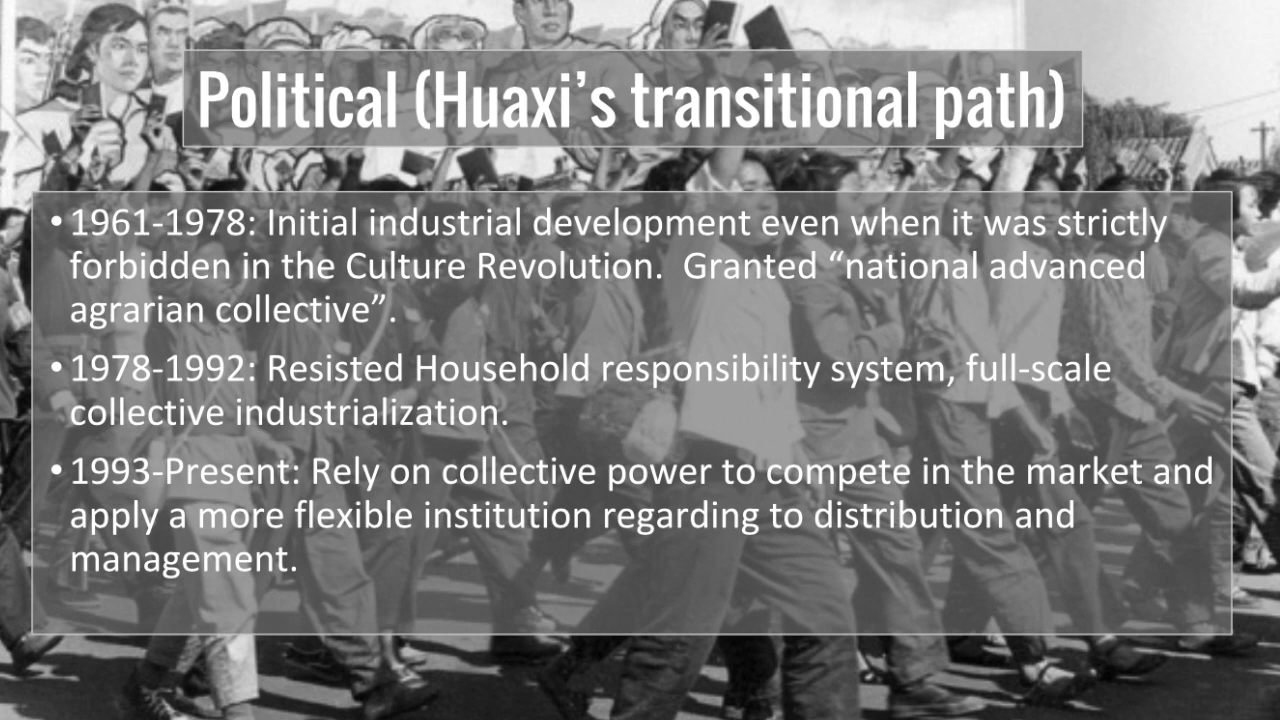 Political (Huaxi’s transitional path)
•1961-1978: Initial industrial development even when it was strictly
forbidden in the Culture Revolution.  Granted “national advanced
agrarian collective”.
•1978-1992: Resisted Household responsibility system, full-scale
collective industrialization.
•1993-Present: Rely on collective power to compete in the market and
apply a more flexible institution regarding to distribution and
management.